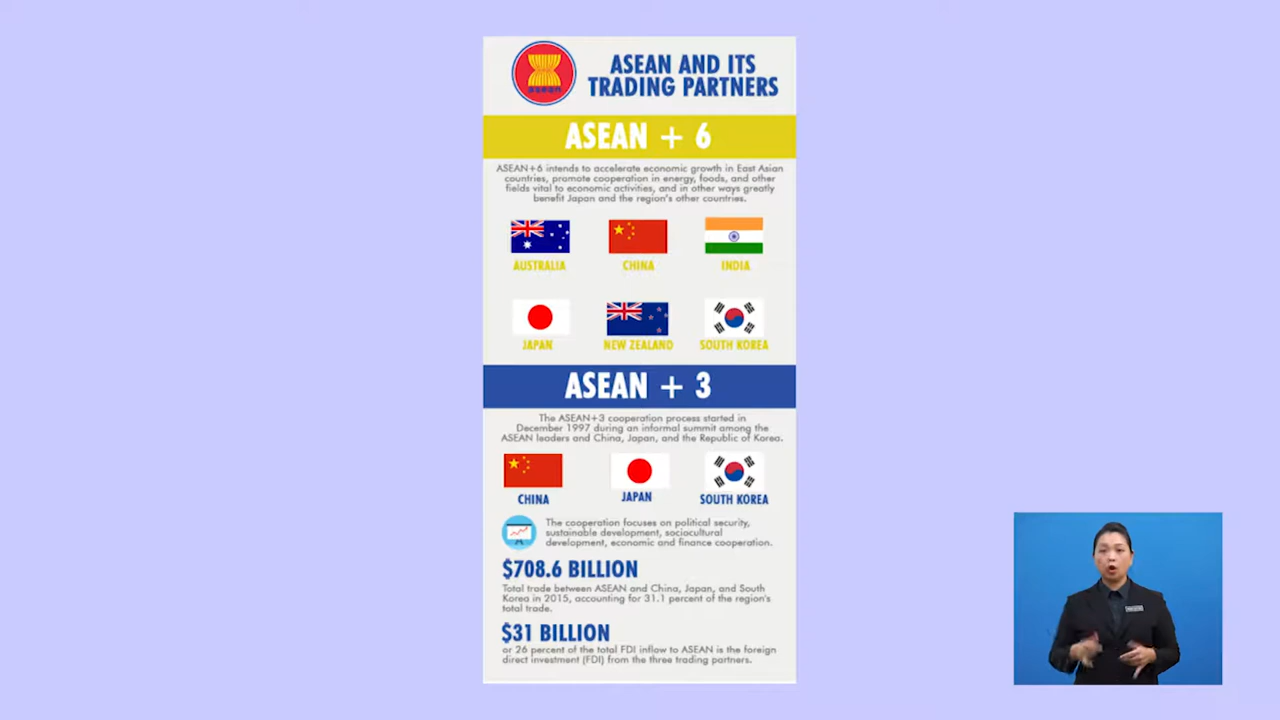 asean
ASEAN AND ITS
TRADING PARTNERS
ASEAN + 6
ASEAN+6 intends to accelerate economic growth in East Asian
countries, promote cooperation in energy, foods, and other
fields vital to economic activities, and in other ways greatly
benefit Japan and the region's other countries.
AUSTRALIA CHINA INDIA
JAPAN NEW ZEALAND SOUTH KOREA
ASEAN + 3
The ASEAN+3 cooperation process started in
December 1997 during an informal summit among the
ASEAN leaders and China, Japan, and the Republic of Korea.
CHINA JAPAN SOUTH KOREA
The cooperation focuses on political security,
sustainable development, sociocultural
development, economic and finance cooperation.
$708.6 BILLION
Total trade between ASEAN and China, Japan, and South
Korea in 2015, accounting for 31.1 percent of the region's
total trade.
$31 BILLION
or 26 percent of the total FDI inflow to ASEAN is the foreign
direct investment (FDI) from the three trading partners.